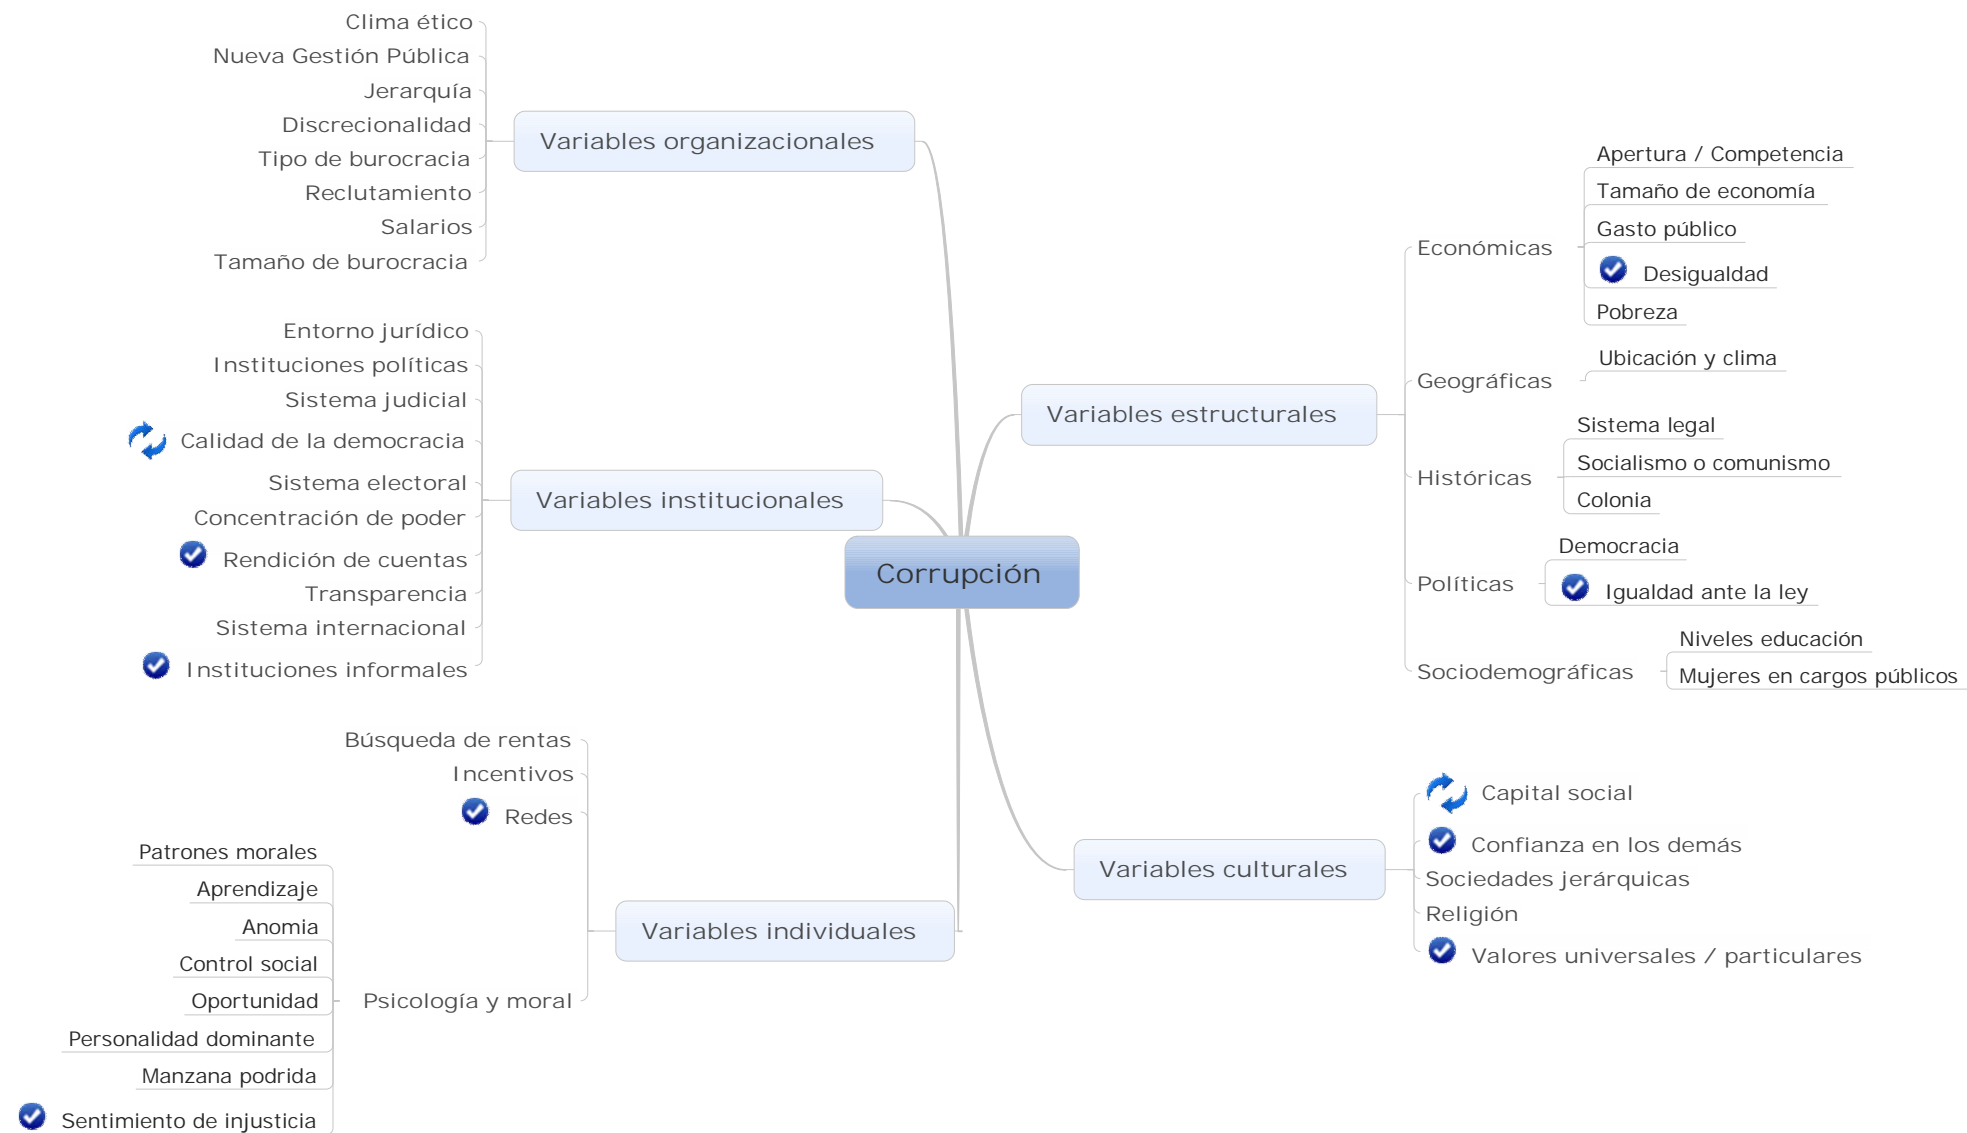 Clima ético
Nueva Gestión Pública
Jerarquía
Discrecionalidad
Tipo de burocracia
Reclutamiento
Salarios
Tamaño de burocracia
Variables organizacionales
Entorno jurídico
Instituciones políticas
Sistema judicial
Calidad de la democracia
Sistema electoral
Concentración de poder
Rendición de cuentas
Transparencia
Sistema internacional
Instituciones informales
Variables institucionales
Búsqueda de rentas
Incentivos
Redes
Patrones morales
Aprendizaje
Anomia
Control social
Oportunidad
Personalidad dominante
Manzana podrida
Sentimiento de injusticia
Psicología y moral
Variables individuales
Corrupción
Variables estructurales
Económicas
Apertura / Competencia
Tamaño de economía
Gasto público
Desigualdad
Pobreza
Geográficas
Ubicación y clima
Históricas
Sistema legal
Socialismo o comunismo
Colonia
Políticas
Democracia
Igualdad ante la ley
Sociodemográficas
Niveles educación
Mujeres en cargos públicos
Variables culturales
Capital social
Confianza en los demás
Sociedades jerárquicas
Religión
Valores universales / particulares